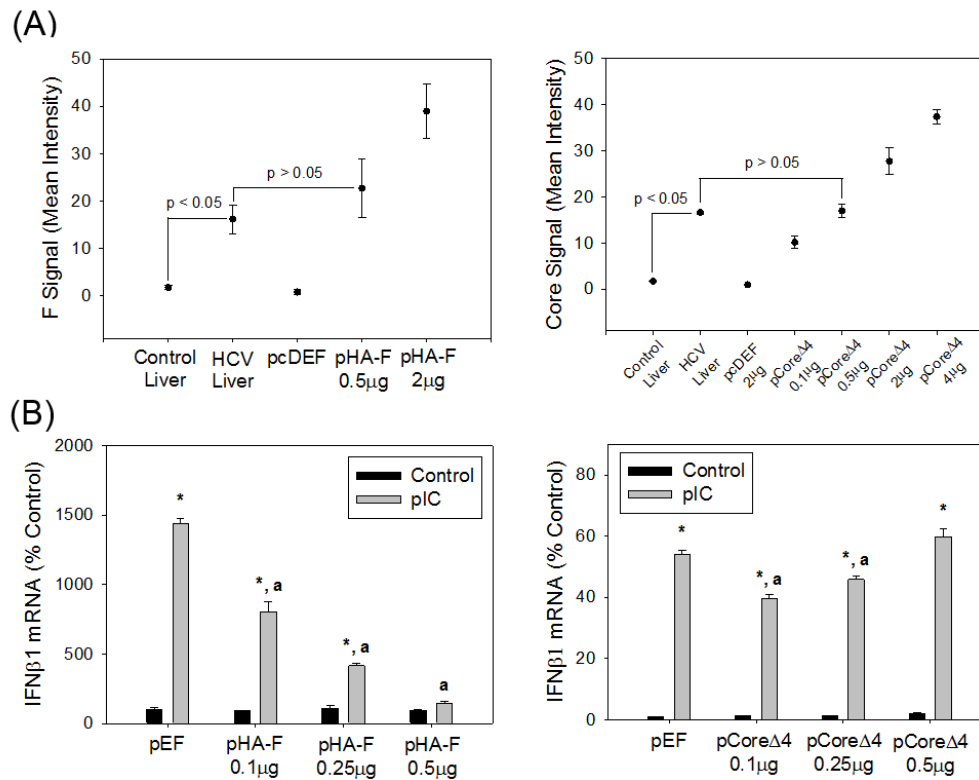 (A)
F Signal (Mean Intensity)
50
40
30
20
10
0
p < 0.05
p > 0.05
Control
Liver
HCV
Liver
pcDEF
pHA-F
0.5μg
pHA-F
2μg
Core Signal (Mean Intensity)
50
40
30
20
10
0
p < 0.05
p > 0.05
Control
Liver
HCV
Liver
pcDEF
2μg
pCoreΔ4
0.1μg
pCoreΔ4
0.5μg
pCoreΔ4
2μg
pCoreΔ4
4μg
(B)
IFNβ1 mRNA (% Control)
2000
1500
1000
500
0
Control
pIC
*
*, a
*, a
a
pEF
pHA-F
0.1μg
pHA-F
0.25μg
pHA-F
0.5μg
IFNβ1 mRNA (% Control)
80
60
40
20
0
Control
pIC
*
*, a
*, a
*
pEF
pCoreΔ4
0.1μg
pCoreΔ4
0.25μg
pCoreΔ4
0.5μg